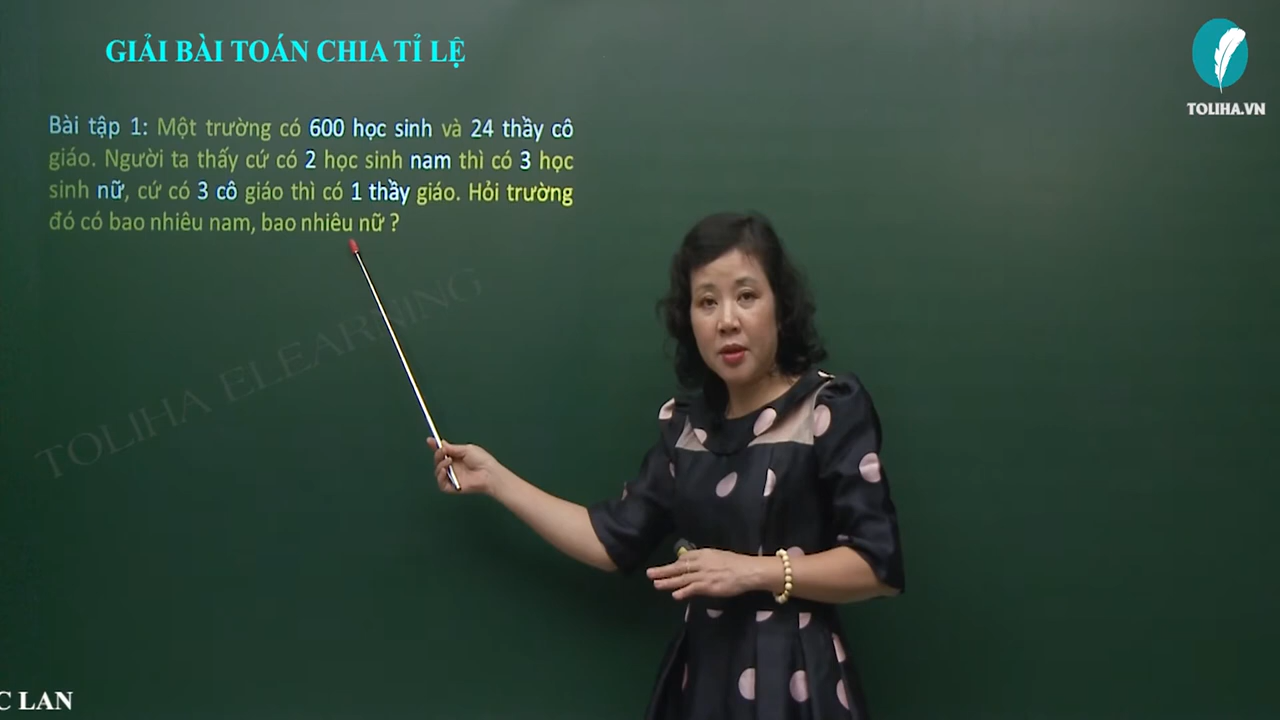 GIẢI BÀI TOÁN CHIA TỈ LỆ
TOLIHA.VN
Bài tập 1: Một trường có 600 học sinh và 24 thầy cô
giáo. Người ta thấy cứ có 2 học sinh nam thì có 3 học
sinh nữ, cứ có 3 cô giáo thì có 1 thầy giáo. Hỏi trường
đó có bao nhiêu nam, bao nhiêu nữ ?
TOLIHA ELEARNING
C LAN